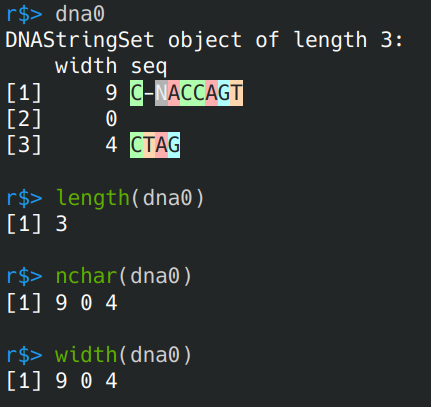 r$> dna0
DNAStringSet object of length 3:
    width seq
[1]     9 C-NACCAGT
[2]     0
[3]     4 CTAG
r$> length(dna0)
[1] 3
r$> nchar(dna0)
[1] 9 0 4
r$> width(dna0)
[1] 9 0 4